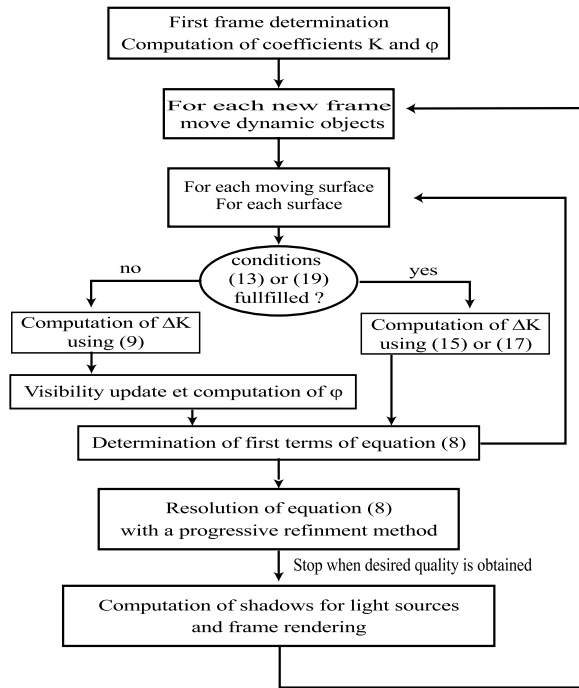 First frame determination
Computation of coefficients K and φ
For each new frame
move dynamic objects
For each moving surface
For each surface
conditions
(13) or (19)
fullfilled ?
no
yes
Computation of ΔK
using (9)
Computation of ΔK
using (15) or (17)
Visibility update et computation of φ
Determination of first terms of equation (8)
Resolution of equation (8)
with a progressive refinment method
Stop when desired quality is obtained
Computation of shadows for light sources
and frame rendering